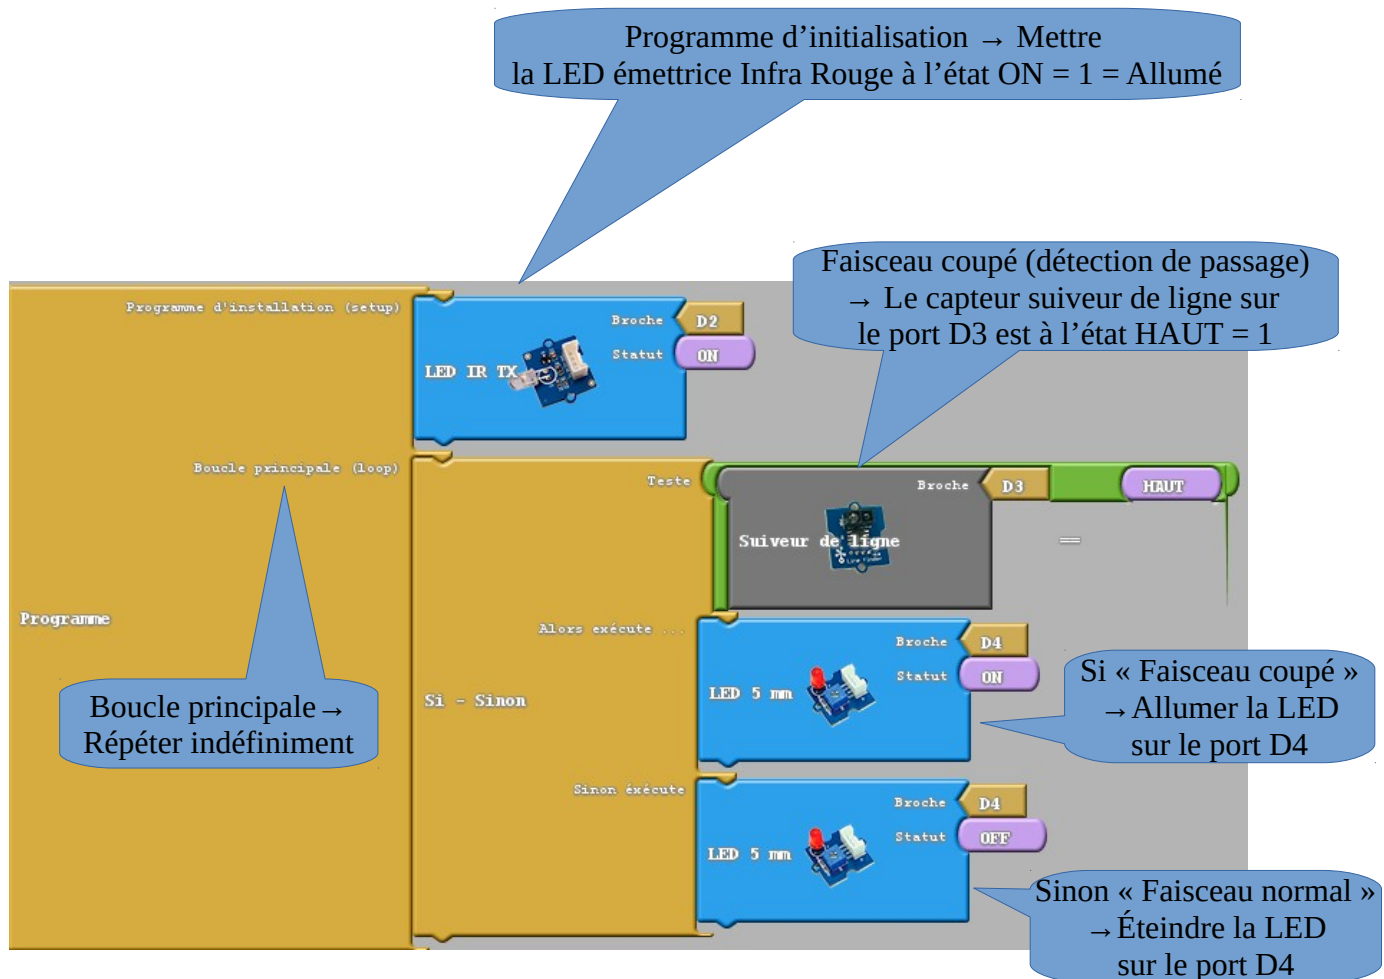 Programme d’initialisation → Mettre
la LED émettrice Infra Rouge à l’état ON = 1 = Allumé
Faisceau coupé (détection de passage)
→ Le capteur suiveur de ligne sur
le port D3 est à l’état HAUT = 1
Programme d'installation (setup)
Broche D2
Statut ON
LED IR TX
Boucle principale (loop)
Teste
Broche D3 HAUT
Suiveur de ligne ==
Programme
Alors exécute ...
Broche D4
Statut ON
LED 5 mm
Si - Sinon
Si « Faisceau coupé »
→ Allumer la LED
sur le port D4
Boucle principale→
Répéter indéfiniment
Sinon éxécute
Broche D4
Statut OFF
LED 5 mm
Sinon « Faisceau normal »
→ Éteindre la LED
sur le port D4